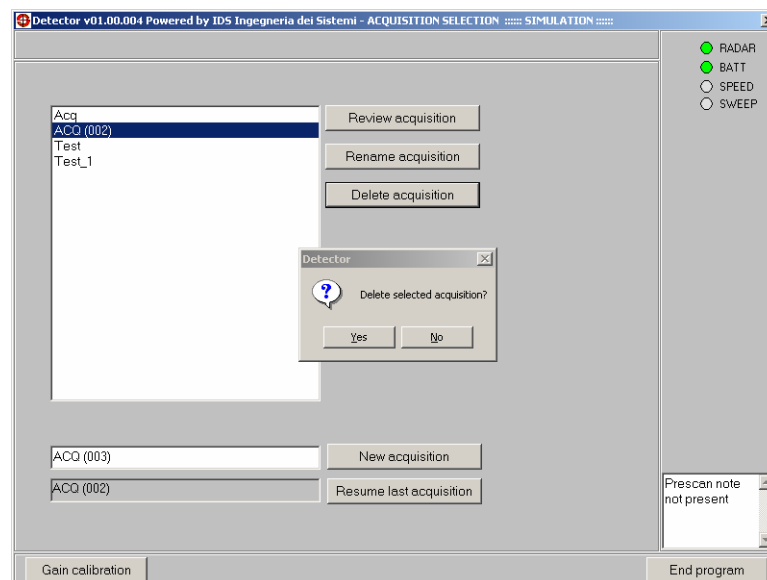 Detector v01.00.004 Powered by IDS Ingegneria dei Sistemi - ACQUISITION SELECTION :::::: SIMULATION ::::::
RADAR
BATT
SPEED
SWEEP
Acq
ACQ (002)
Test
Test_1
Review acquisition
Rename acquisition
Delete acquisition
Detector
Delete selected acquisition?
Yes
No
ACQ (003)
New acquisition
ACQ (002)
Resume last acquisition
Prescan note
not present
Gain calibration
End program